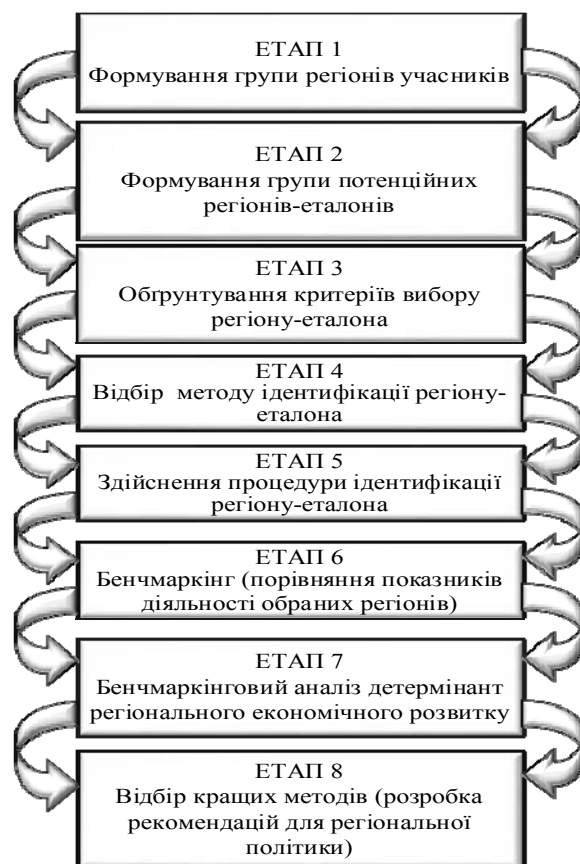 ЕТАП 1
Формування групи регіонів учасників
ЕТАП 2
Формування групи потенційних
регіонів-еталонів
ЕТАП 3
Обґрунтування критеріїв вибору
регіону-еталона
ЕТАП 4
Відбір методу ідентифікації регіону-
еталона
ЕТАП 5
Здійснення процедури ідентифікації
регіону-еталона
ЕТАП 6
Бенчмаркінг (порівняння показників
діяльності обраних регіонів)
ЕТАП 7
Бенчмаркінговий аналіз детермінант
регіонального економічного розвитку
ЕТАП 8
Відбір кращих методів (розробка
рекомендацій для регіональної
політики)